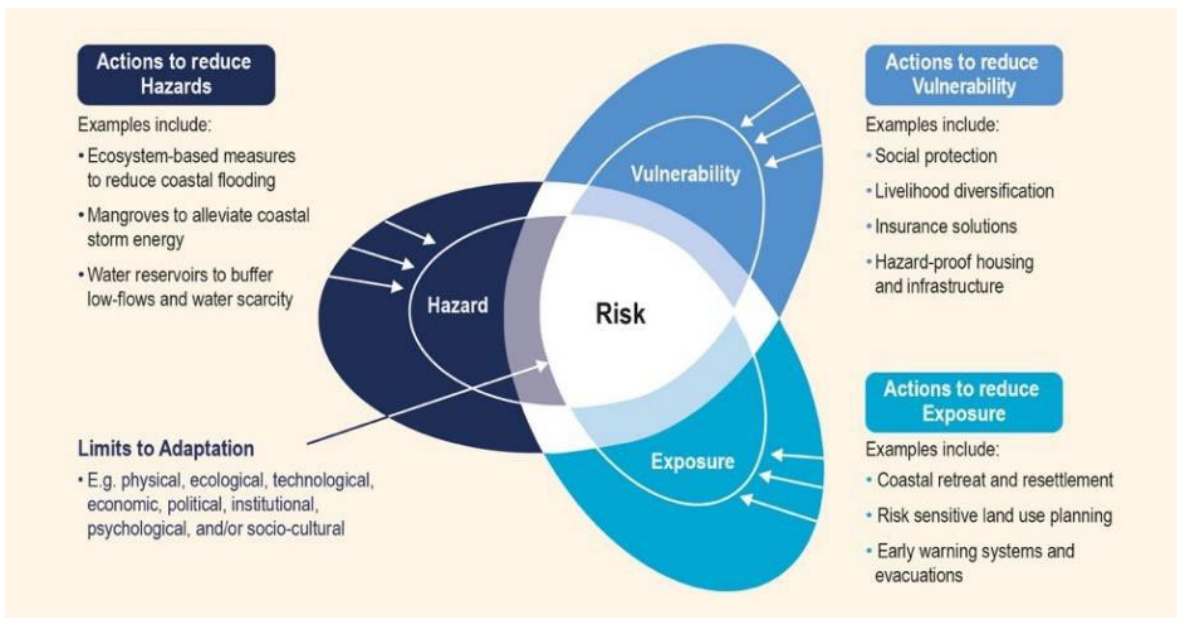 Actions to reduce
Hazards
Examples include:
• Ecosystem-based measures
to reduce coastal flooding
• Mangroves to alleviate coastal
storm energy
• Water reservoirs to buffer
low-flows and water scarcity
Limits to Adaptation
• E.g. physical, ecological, technological,
economic, political, institutional,
psychological, and/or socio-cultural
Vulnerability
Hazard
Risk
Exposure
Actions to reduce
Vulnerability
Examples include:
• Social protection
• Livelihood diversification
• Insurance solutions
• Hazard-proof housing
and infrastructure
Actions to reduce
Exposure
Examples include:
• Coastal retreat and resettlement
• Risk sensitive land use planning
• Early warning systems and
evacuations